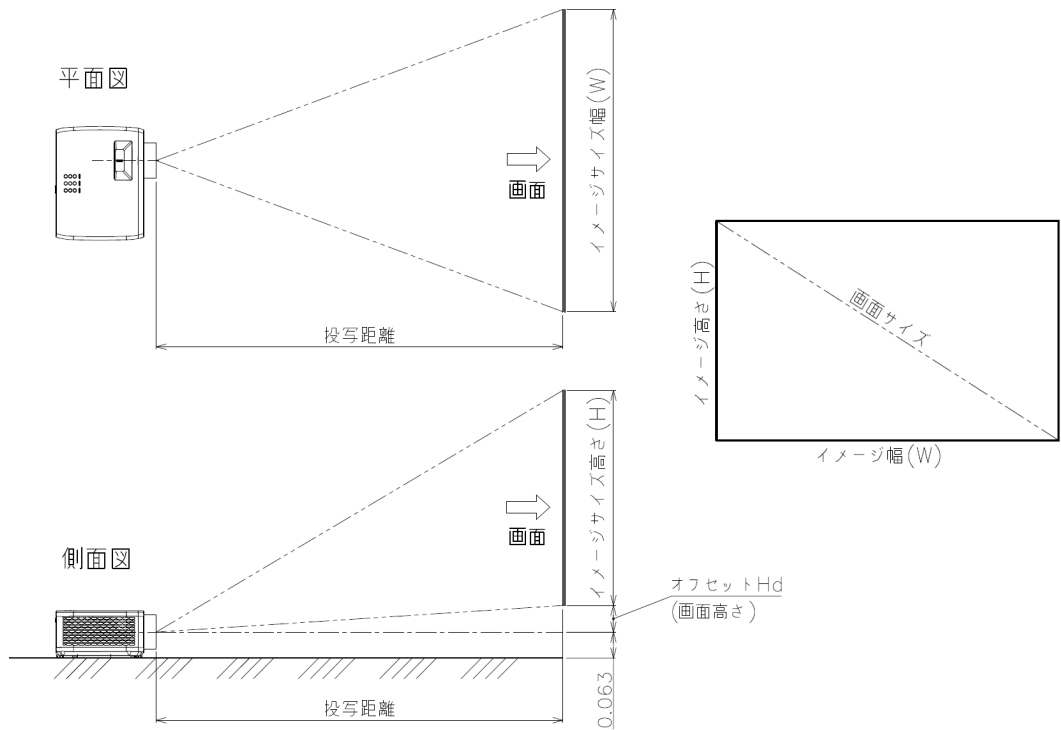 平面図
画面
イメージサイズ幅(W)
投写距離
イメージ高さ(H)
画面サイズ
イメージ幅(W)
側面図
画面
イメージサイズ高さ(H)
オフセットHd
(画面高さ)
0.063
投写距離